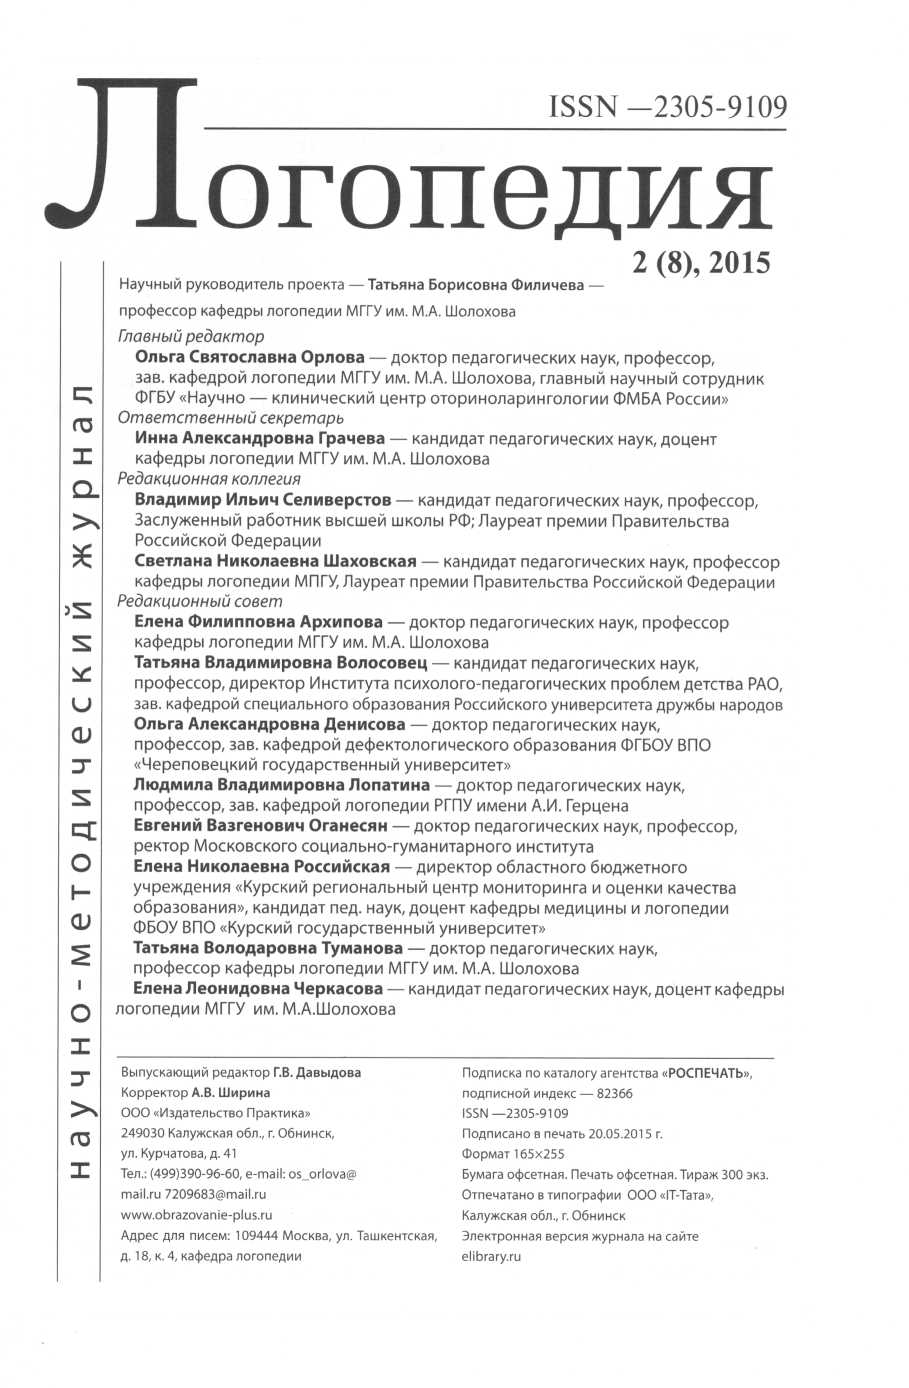 ISSN —2305-9109
Логопедия
2 (8), 2015
научно-методический журнал
Научный руководитель проекта — Татьяна Борисовна Филичева —
профессор кафедры логопедии МГГУ им. М.А. Шолохова
Главный редактор
Ольга Святославна Орлова — доктор педагогических наук, профессор,
зав. кафедрой логопедии МГГУ им. М.А. Шолохова, главный научный сотрудник
ФГБУ «Научно — клинический центр оториноларингологии ФМБА России»
Ответственный секретарь
Инна Александровна Грачева — кандидат педагогических наук, доцент
кафедры логопедии МГГУ им. М.А. Шолохова
Редакционная коллегия
Владимир Ильич Селиверстов — кандидат педагогических наук, профессор,
Заслуженный работник высшей школы РФ; Лауреат премии Правительства
Российской Федерации
Светлана Николаевна Шаховская — кандидат педагогических наук, профессор
кафедры логопедии МПГУ, Лауреат премии Правительства Российской Федерации
Редакционный совет
Елена Филипповна Архипова — доктор педагогических наук, профессор
кафедры логопедии МГГУ им. М.А. Шолохова
Татьяна Владимировна Волосовец — кандидат педагогических наук,
профессор, директор Института психолого-педагогических проблем детства РАО,
зав. кафедрой специального образования Российского университета дружбы народов
Ольга Александровна Денисова — доктор педагогических наук,
профессор, зав. кафедрой дефектологического образования ФГБОУ ВПО
«Череповецкий государственный университет»
Людмила Владимировна Лопатина — доктор педагогических наук,
профессор, зав. кафедрой логопедии РГПУ имени А.И. Герцена
Евгений Вазгенович Оганесян — доктор педагогических наук, профессор,
ректор Московского социально-гуманитарного института
Елена Николаевна Российская — директор областного бюджетного
учреждения «Курский региональный центр мониторинга и оценки качества
образования», кандидат пед. наук, доцент кафедры медицины и логопедии
ФБОУ ВПО «Курский государственный университет»
Татьяна Володаровна Туманова — доктор педагогических наук,
профессор кафедры логопедии МГГУ им. М.А. Шолохова
Елена Леонидовна Черкасова — кандидат педагогических наук, доцент кафедры
логопедии МГГУ им. М.А.Шолохова
Выпускающий редактор Г.В. Давыдова
Корректор А.В. Ширина
ООО «Издательство Практика»
249030 Калужская обл., г. Обнинск,
ул. Курчатова, д. 41
Тел.: (499)390-96-60, e-mail: os_orlova@
mail.ru 7209683@mail.ru
www.obrazovanie-plus.ru
Адрес для писем: 109444 Москва, ул. Ташкентская,
д. 18, к. 4, кафедра логопедии
Подписка по каталогу агентства «РОСПЕЧАТЬ»,
подписной индекс — 82366
ISSN —2305-9109
Подписано в печать 20.05.2015 г.
Формат 165×255
Бумага офсетная. Печать офсетная. Тираж 300 экз.
Отпечатано в типографии ООО «IT-Тата»,
Калужская обл., г. Обнинск
Электронная версия журнала на сайте
elibrary.ru